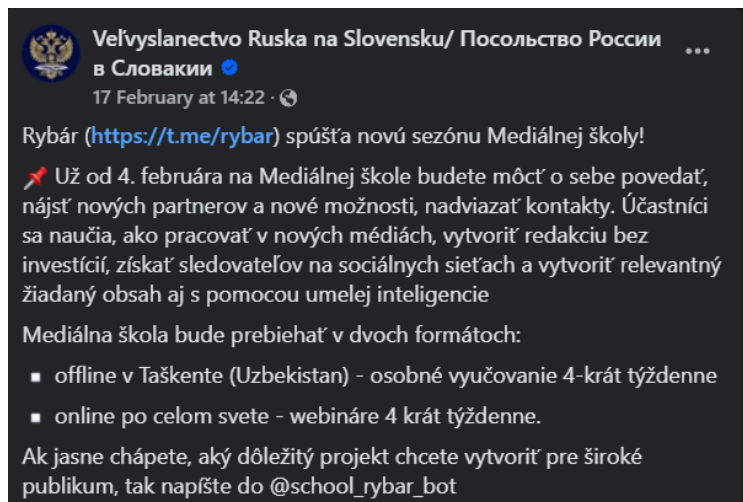 Veľvyslanectvo Ruska na Slovensku/ Посольство России
в Словакии
17 February at 14:22 ·
Rybár (https://t.me/rybar) spúšťa novú sezónu Mediálnej školy!
📌 Už od 4. februára na Mediálnej škole budete môcť o sebe povedať,
nájsť nových partnerov a nové možnosti, nadviazať kontakty. Účastníci
sa naučia, ako pracovať v nových médiách, vytvoriť redakciu bez
investícií, získať sledovateľov na sociálnych sieťach a vytvoriť relevantný
žiadaný obsah aj s pomocou umelej inteligencie
Mediálna škola bude prebiehať v dvoch formátoch:
▪ offline v Taškente (Uzbekistan) - osobné vyučovanie 4-krát týždenne
▪ online po celom svete - webináre 4 krát týždenne.
Ak jasne chápete, aký dôležitý projekt chcete vytvoriť pre široké
publikum, tak napíšte do @school_rybar_bot